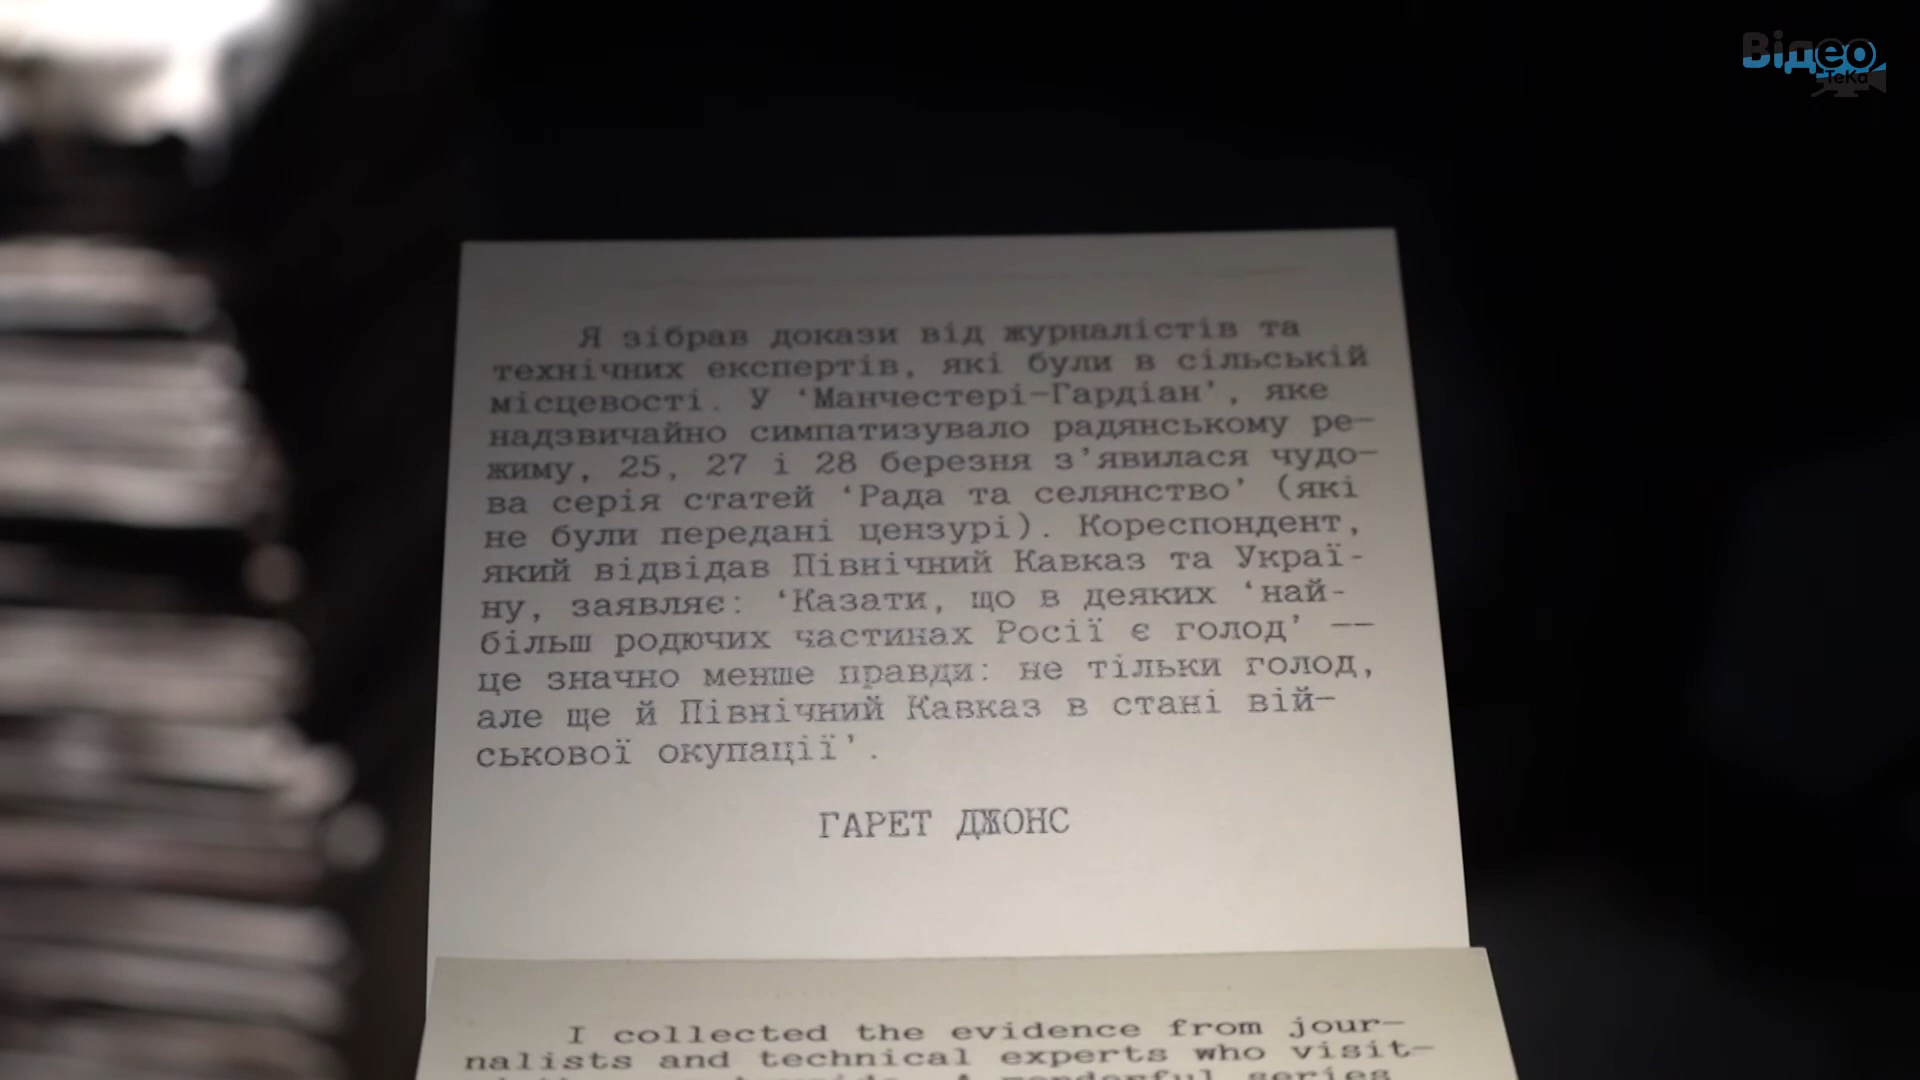 Відео
Тека
Я зібрав докази від журналістів та
технічних експертів, які були в сільській
місцевості. У ‘Манчестері-Гардіан’, яке
надзвичайно симпатизувало радянському ре–
жиму, 25, 27 і 28 березня з’явилася чудо–
ва серія статей ‘Рада та селянство’ (які
не були передані цензурі). Кореспондент,
який відвідав Північний Кавказ та Украї-
ну, заявляє: ‘Казати, що в деяких ‘най-
більш родючих частинах Росії є голод’ ––
це значно менше правди: не тільки голод,
але ще й Північний Кавказ в стані вій–
ськової окупації’.
ГАРЕТ ДЖОНС
I collected the evidence from jour–
nalists and technical experts who visit–
A wonderful series